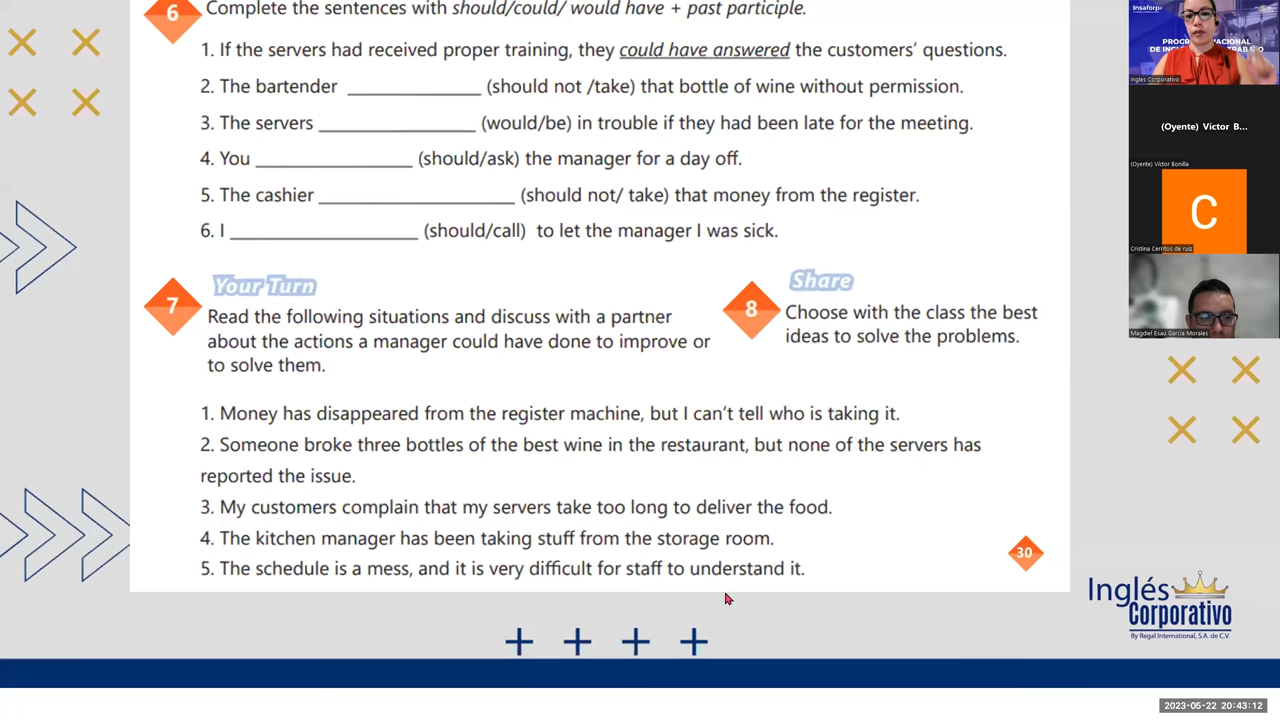 6
Complete the sentences with should/could/ would have + past participle.
1. If the servers had received proper training, they could have answered the customers' questions.
2. The bartender _____________ (should not /take) that bottle of wine without permission.
3. The servers _______________ (would/be) in trouble if they had been late for the meeting.
4. You _______________ (should/ask) the manager for a day off.
5. The cashier ___________________ (should not/ take) that money from the register.
6. I __________________ (should/call) to let the manager I was sick.
7
Your Turn
Read the following situations and discuss with a partner
about the actions a manager could have done to improve or
to solve them.
8
Share
Choose with the class the best
ideas to solve the problems.
1. Money has disappeared from the register machine, but I can't tell who is taking it.
2. Someone broke three bottles of the best wine in the restaurant, but none of the servers has
reported the issue.
3. My customers complain that my servers take too long to deliver the food.
4. The kitchen manager has been taking stuff from the storage room.
5. The schedule is a mess, and it is very difficult for staff to understand it.
30
Inglés
Corporativo
By Regal International, S.A. de C.V.
Insaforp
Ingles Corporativo
(Oyente) Víctor B...
(Oyente) Víctor Bonilla
C
Cristina Cerritos de ruiz
Magdiel Esaú García Morales
2023-05-22 20:43:12